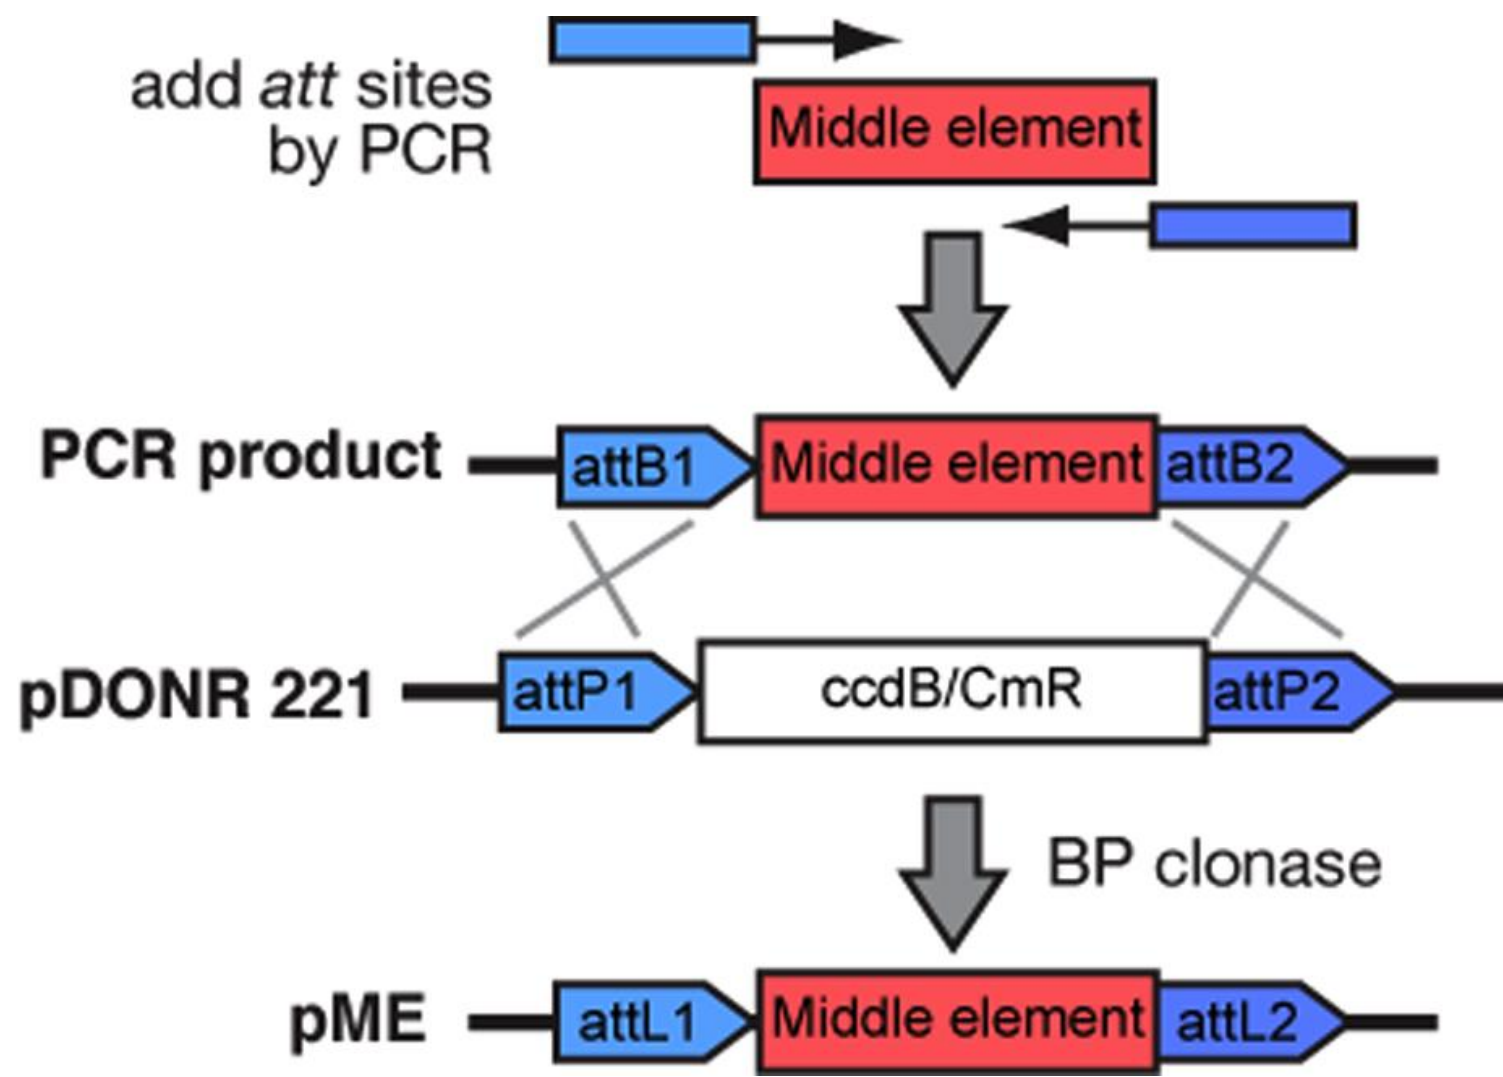 add att sites
by PCR
Middle element
PCR product
attB1
Middle element
attB2
pDONR 221
attP1
ccdB/CmR
attP2
BP clonase
pME
attL1
Middle element
attL2